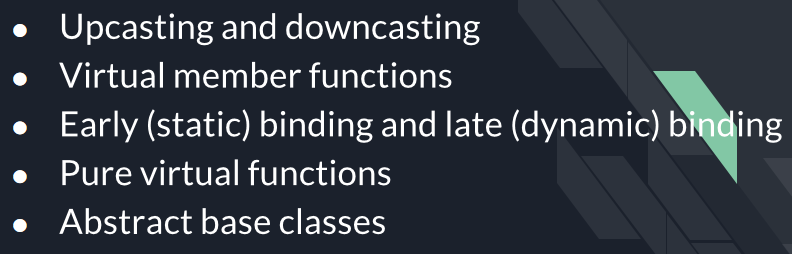 ● Upcasting and downcasting
● Virtual member functions
● Early (static) binding and late (dynamic) binding
● Pure virtual functions
● Abstract base classes